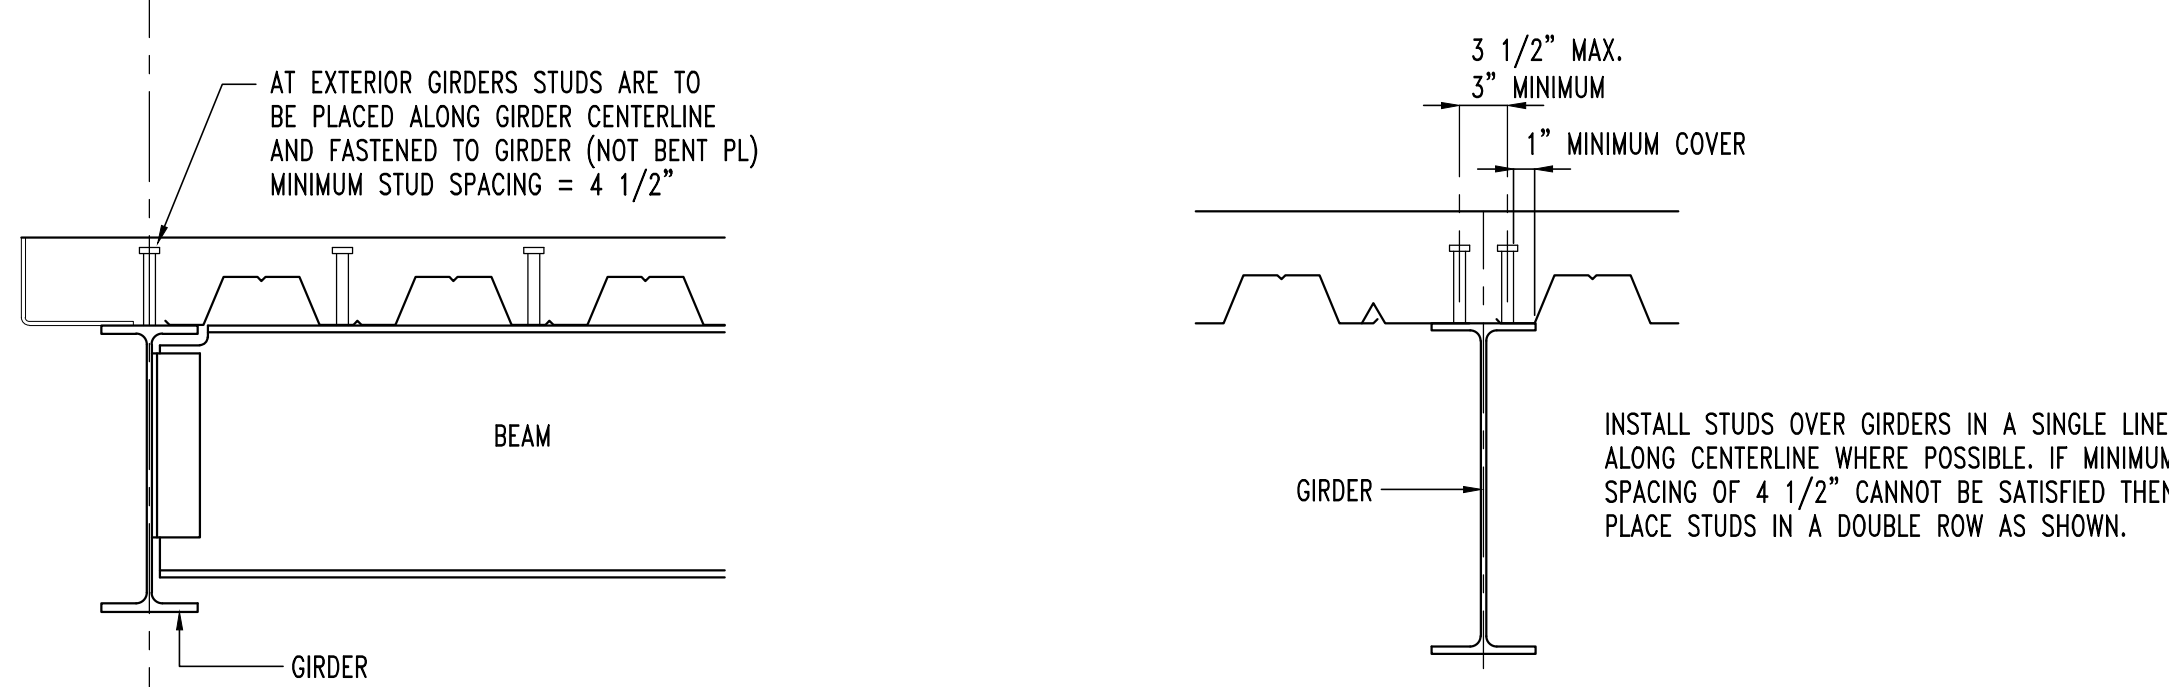 AT EXTERIOR GIRDERS STUDS ARE TO
BE PLACED ALONG GIRDER CENTERLINE
AND FASTENED TO GIRDER (NOT BENT PL)
MINIMUM STUD SPACING = 4 1/2"
BEAM
GIRDER
3 1/2" MAX.
3" MINIMUM
1" MINIMUM COVER
GIRDER
INSTALL STUDS OVER GIRDERS IN A SINGLE LINE
ALONG CENTERLINE WHERE POSSIBLE. IF MINIMUM
SPACING OF 4 1/2" CANNOT BE SATISFIED THEN
PLACE STUDS IN A DOUBLE ROW AS SHOWN.